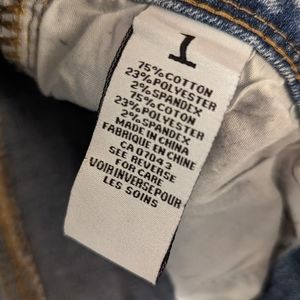 1
75% COTTON
23% POLYESTER
2% SPANDEX
75% COTON
23% POLYESTER
2% SPANDEX
MADE IN CHINA
FABRIQUE EN CHINE
CA 07043
SEE REVERSE
FOR CARE
VOIR INVERSE POUR
LES SOINS